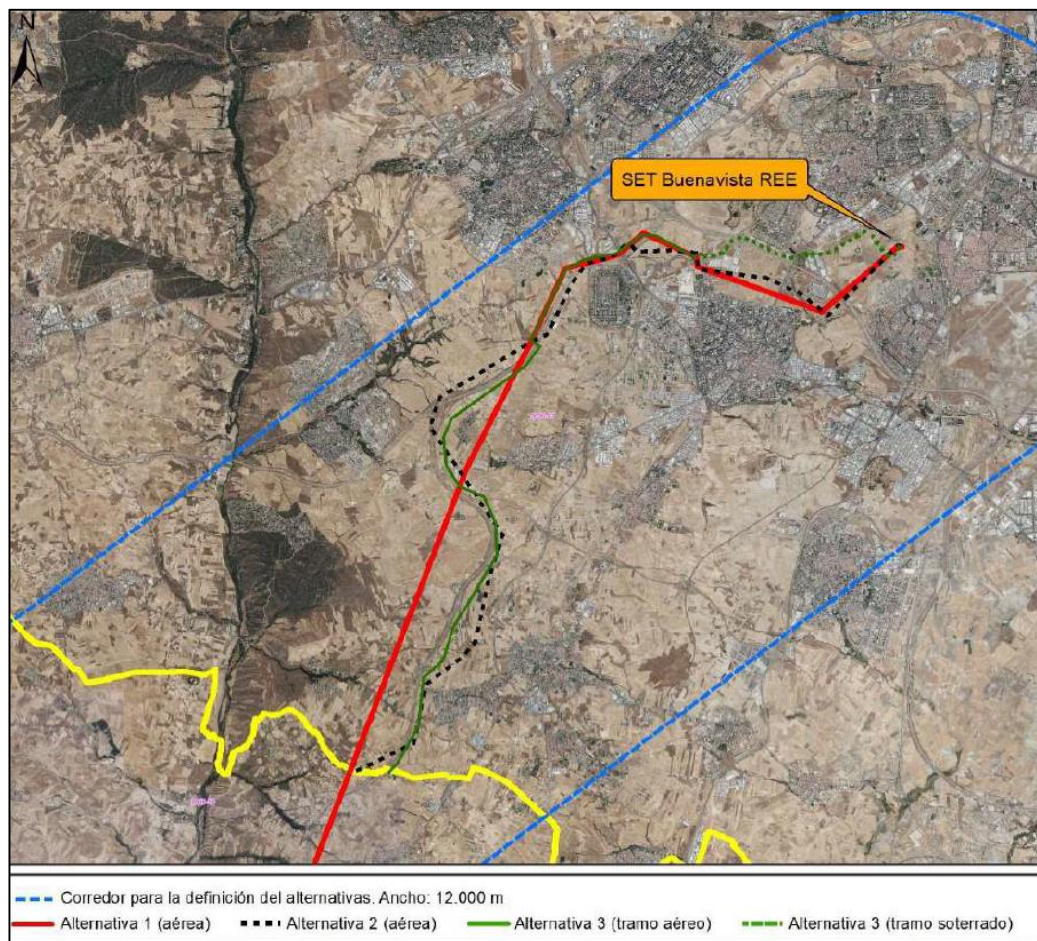 N
SET Buenavista REE
Corredor para la definición del alternativas. Ancho: 12.000 m
Alternativa 1 (aérea) Alternativa 2 (aérea) Alternativa 3 (tramo aéreo) Alternativa 3 (tramo soterrado)